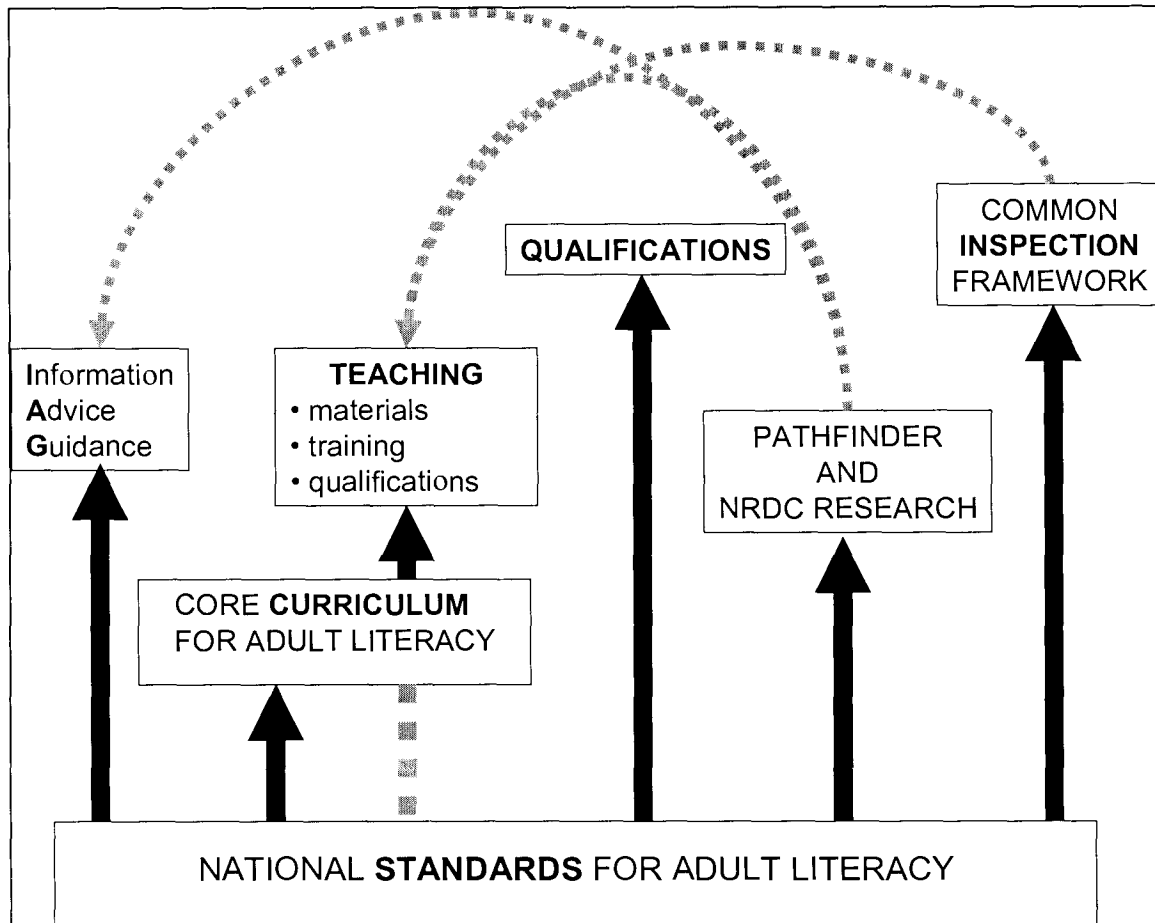 COMMON
INSPECTION
FRAMEWORK
QUALIFICATIONS
Information
Advice
Guidance
TEACHING
• materials
• training
• qualifications
PATHFINDER
AND
NRDC RESEARCH
CORE CURRICULUM
FOR ADULT LITERACY
NATIONAL STANDARDS FOR ADULT LITERACY